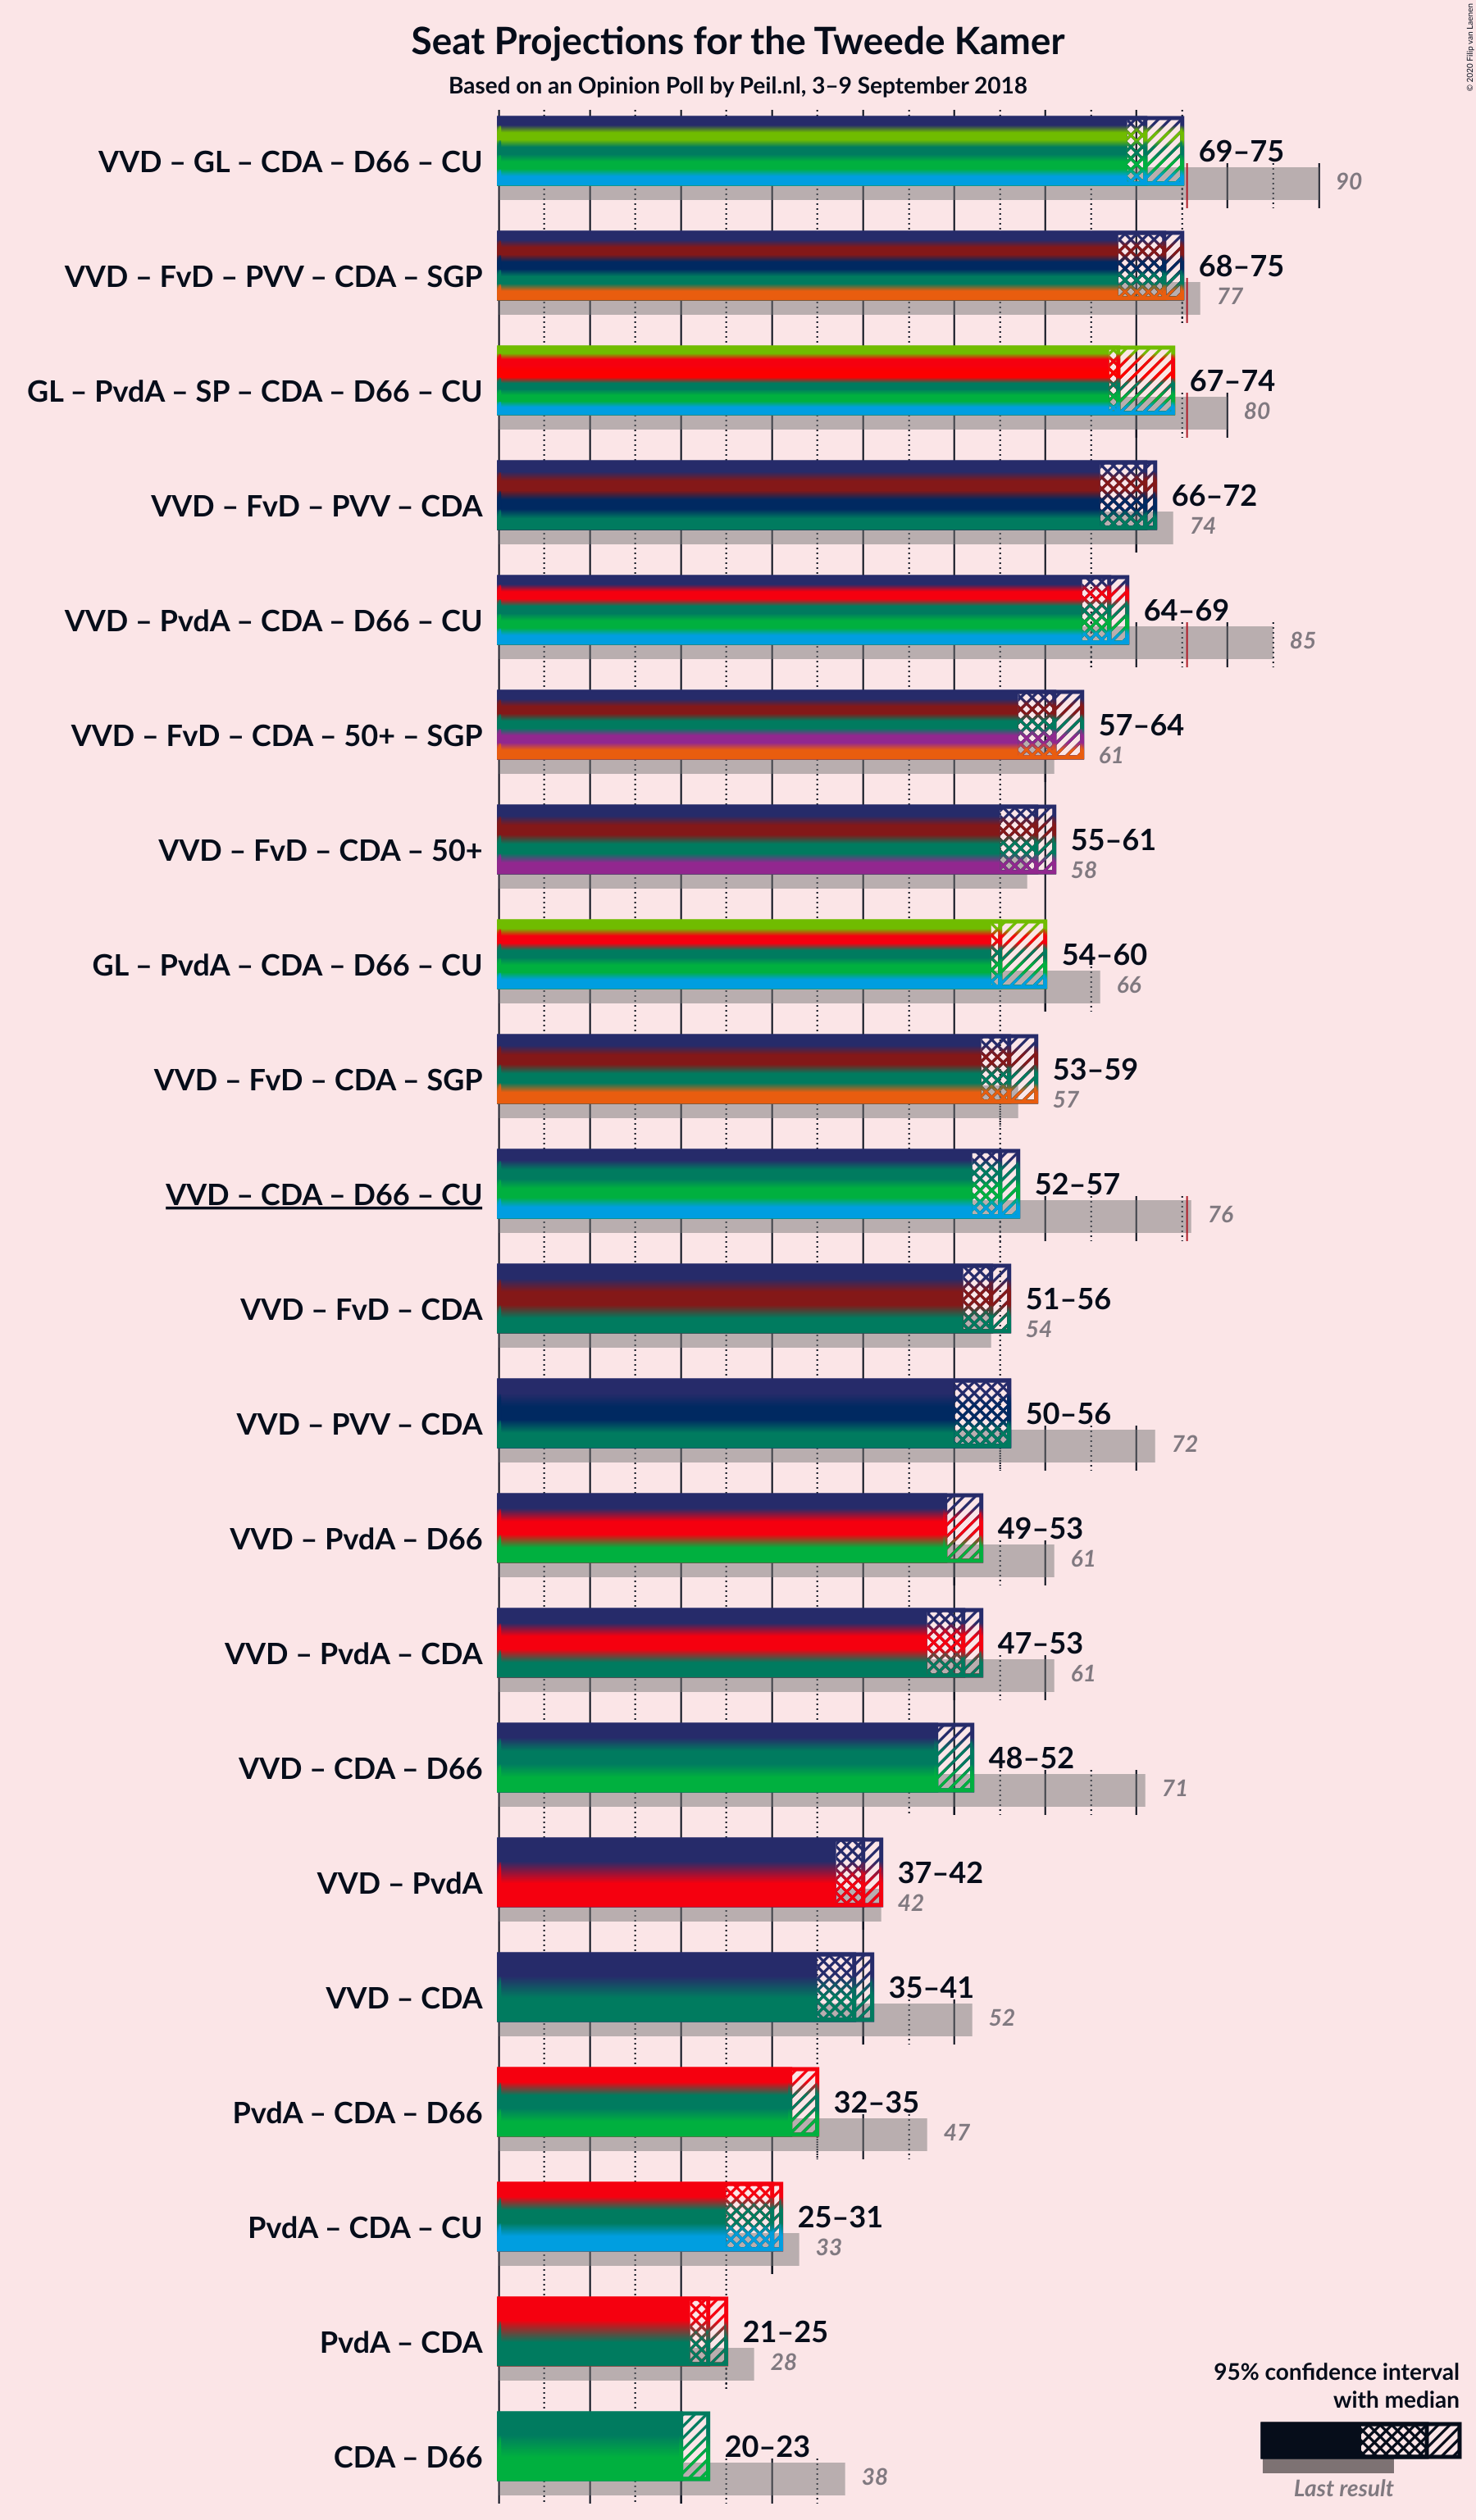 Seat Projections for the Tweede Kamer
Based on an Opinion Poll by Peil.nl, 3–9 September 2018
© 2020 Filip van Laenen
VVD – GL – CDA – D66 – CU
69–75
90
VVD – FvD – PVV – CDA – SGP
68–75
77
GL – PvdA – SP – CDA – D66 – CU
67–74
80
VVD – FvD – PVV – CDA
66–72
74
VVD – PvdA – CDA – D66 – CU
64–69
85
VVD – FvD – CDA – 50+ – SGP
57–64
61
VVD – FvD – CDA – 50+
55–61
58
GL – PvdA – CDA – D66 – CU
54–60
66
VVD – FvD – CDA – SGP
53–59
57
VVD – CDA – D66 – CU
52–57
76
VVD – FvD – CDA
51–56
54
VVD – PVV – CDA
50–56
72
VVD – PvdA – D66
49–53
61
VVD – PvdA – CDA
47–53
61
VVD – CDA – D66
48–52
71
VVD – PvdA
37–42
42
VVD – CDA
35–41
52
PvdA – CDA – D66
32–35
47
PvdA – CDA – CU
25–31
33
PvdA – CDA
21–25
28
CDA – D66
20–23
38
95% confidence interval
with median
Last result